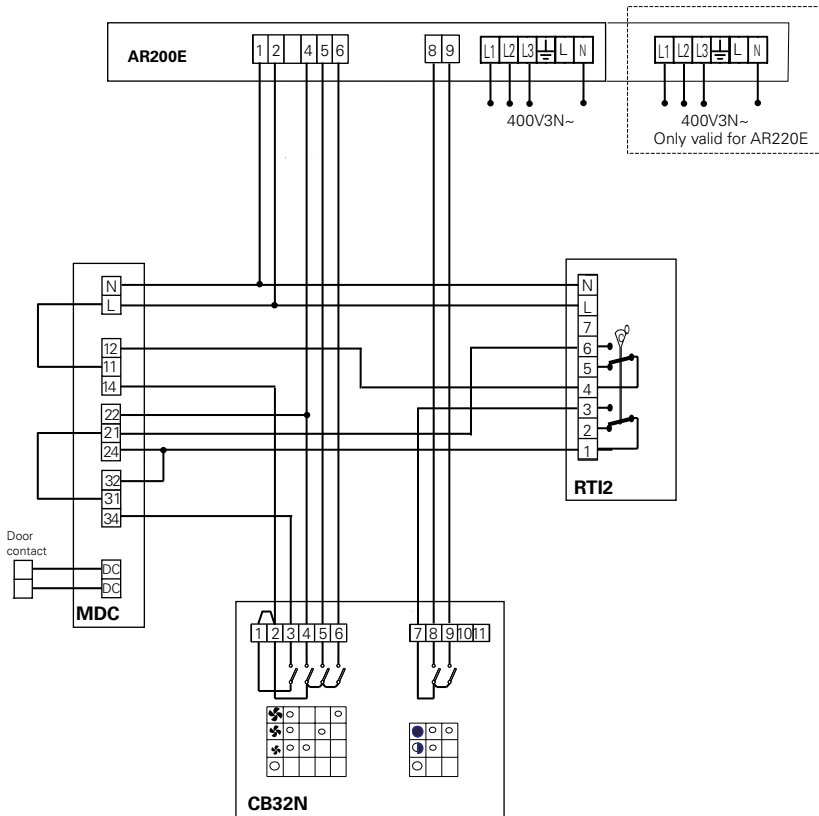 AR200E
1 2 4 5 6
8 9
L1 L2 L3 L N
400V3N~
L1 L2 L3 L N
400V3N~
Only valid for AR220E
N
L
12
11
14
22
21
24
32
31
34
DC
DC
MDC
Door
contact
N
L
7
6
5
4
3
2
1
RTI2
1 2 3 4 5 6
7 8 9 10 11
CB32N